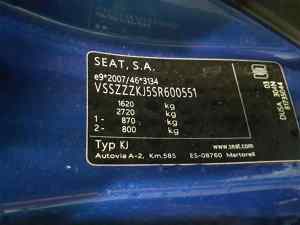 SEAT, S.A.
e9*2007/46*3134
VSSZZZKJ5SR600551
1620 kg
2720 kg
1- 870 kg
2- 800 kg
Typ KJ www.seat.com
Autovia A-2, Km.585 ES-08760 Martorell